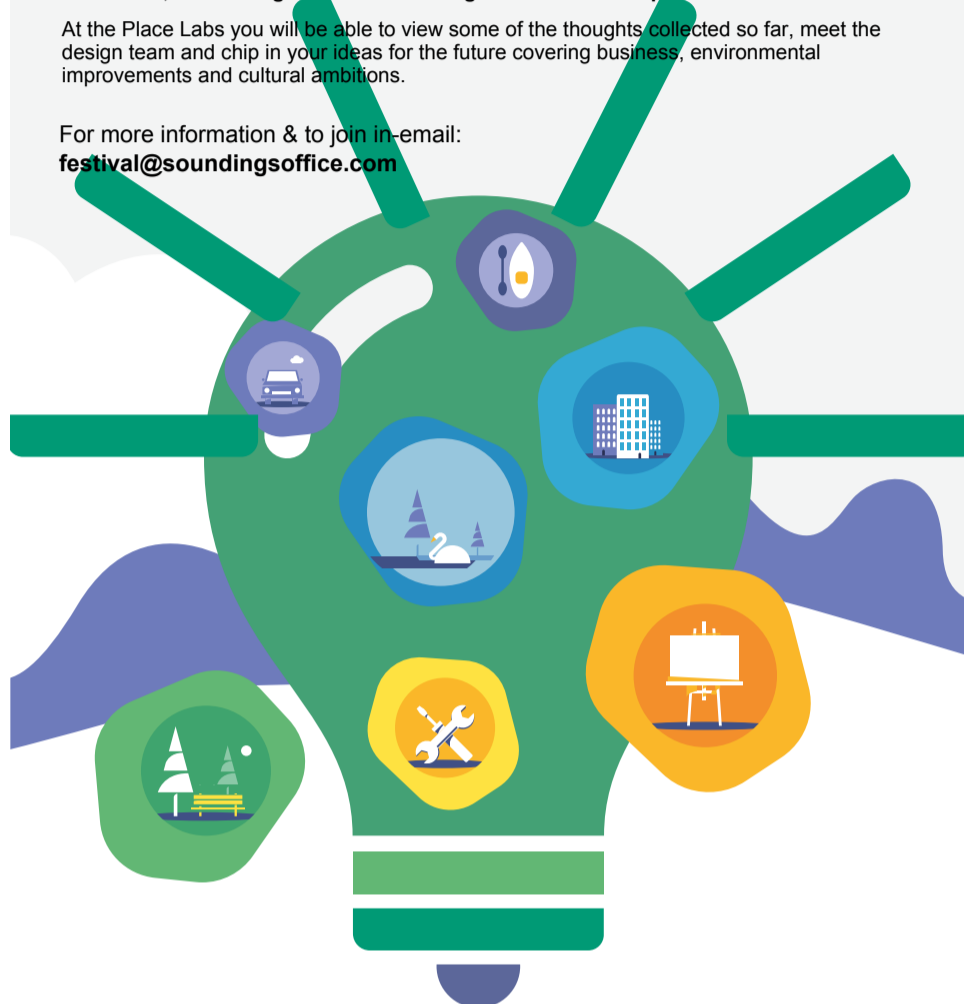 At the Place Labs you will be able to view some of the thoughts collected so far, meet the
design team and chip in your ideas for the future covering business, environmental
improvements and cultural ambitions.
For more information & to join in-email:
festival@soundingsoffice.com